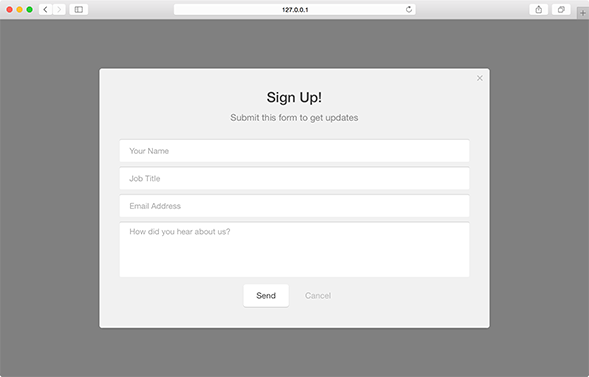 127.0.0.1
Sign Up!
Submit this form to get updates
Your Name
Job Title
Email Address
How did you hear about us?
Send
Cancel